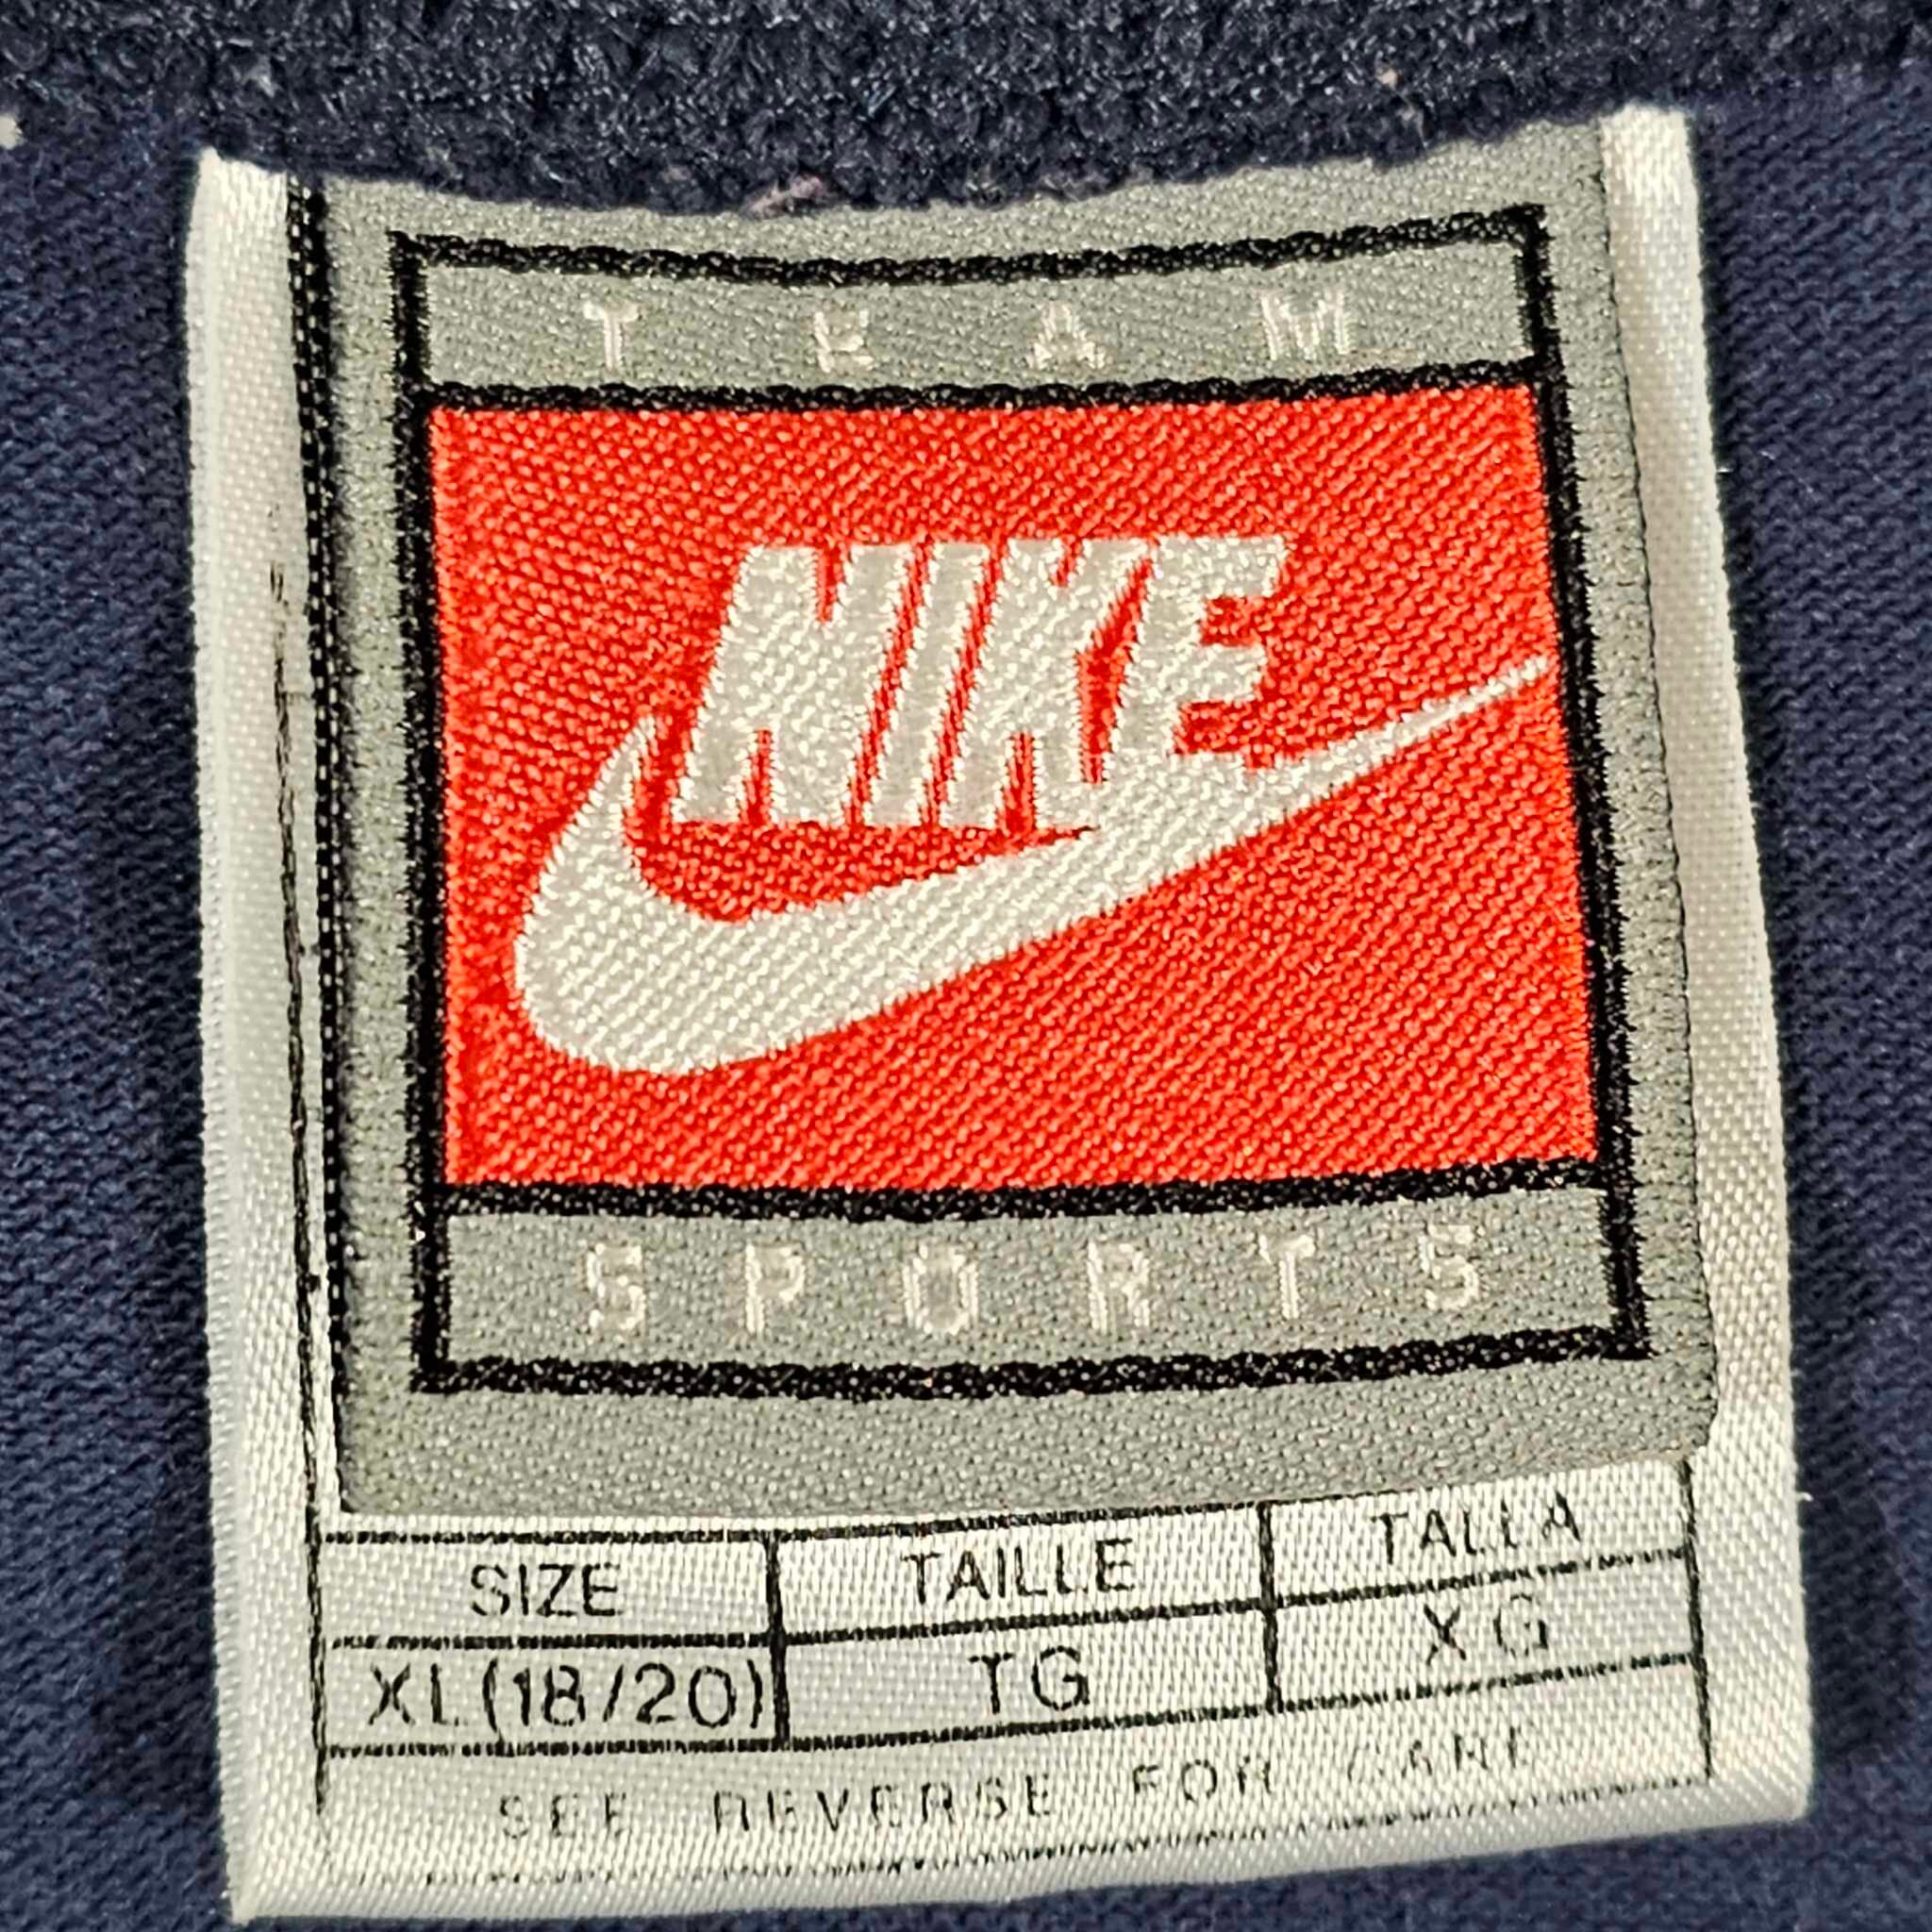 TEAM
NIKE
SPORTS
SIZE TAILLE TALLA
XL(18/20) TG XG
SEE REVERSE FOR CARE